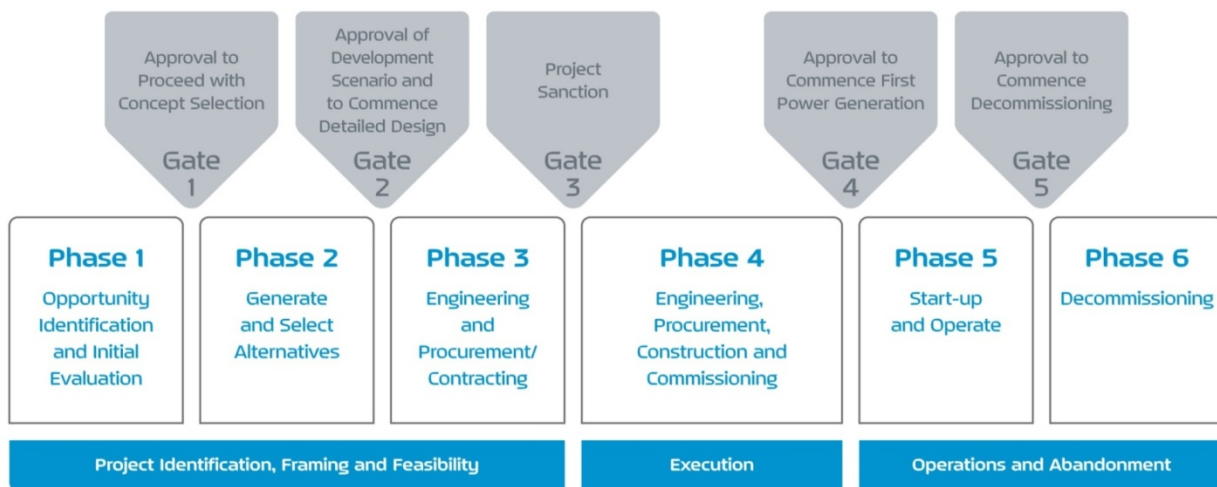 Approval to
Proceed with
Concept Selection
Gate
1
Approval of
Development
Scenario and
to Commence
Detailed Design
Gate
2
Project
Sanction
Gate
3
Approval to
Commence First
Power Generation
Gate
4
Approval to
Commence
Decommissioning
Gate
5
Phase 1
Opportunity
Identification
and Initial
Evaluation
Phase 2
Generate
and Select
Alternatives
Phase 3
Engineering
and
Procurement/
Contracting
Phase 4
Engineering,
Procurement,
Construction and
Commissioning
Phase 5
Start-up
and Operate
Phase 6
Decommissioning
Project Identification, Framing and Feasibility
Execution
Operations and Abandonment